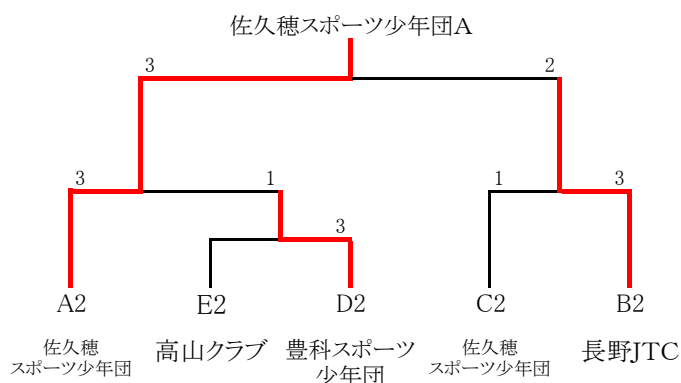 佐久穂スポーツ少年団A
3
2
3
1
1
3
3
A2
E2
D2
C2
B2
佐久穂
スポーツ少年団
高山クラブ
豊科スポーツ
少年団
佐久穂
スポーツ少年団
長野JTC